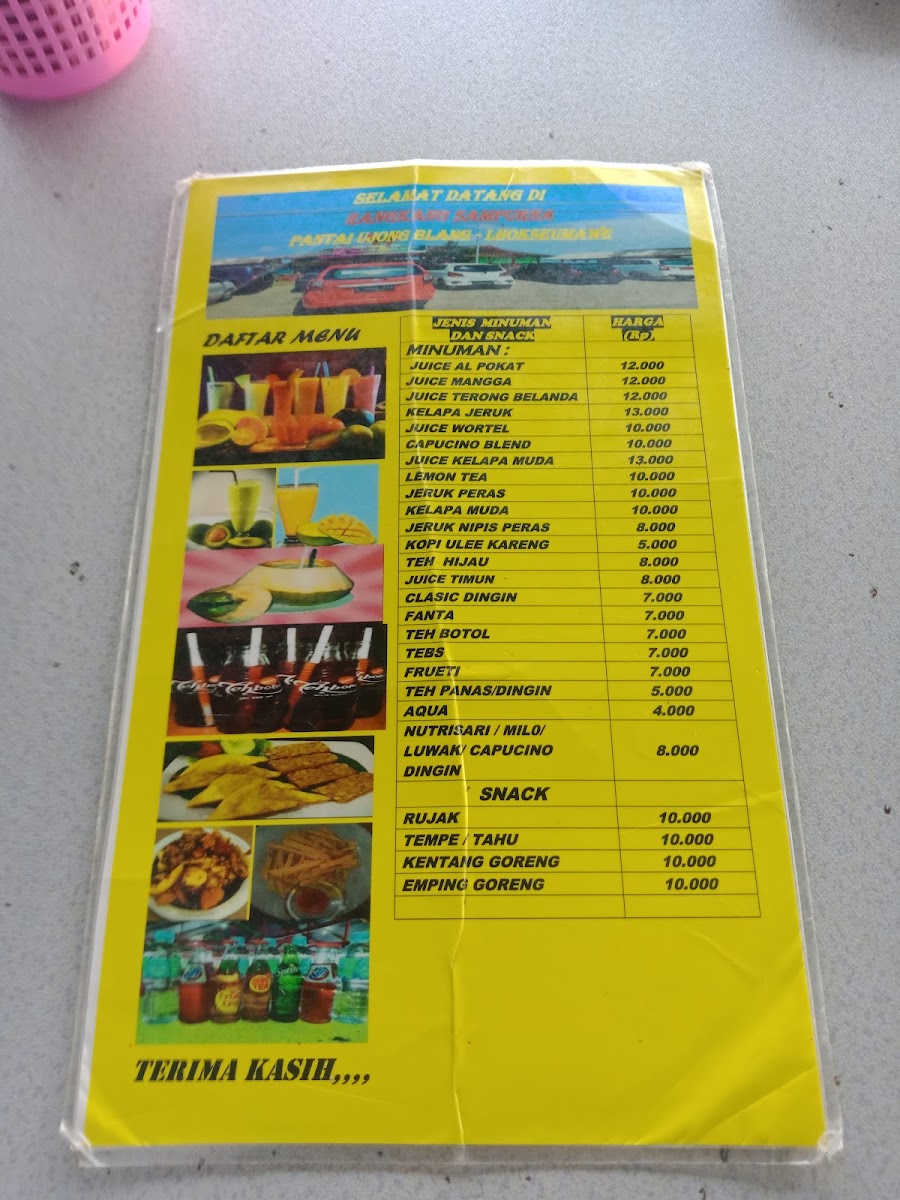 SELAMAT DATANG DI
SAMPURNA
PANTAI UJONG BLANG - LHOKSEUMAWE
DAFTAR MENU
JENIS MINUMAN DAN SNACK HARGA (Rp)
MINUMAN :
JUICE AL POKAT 12.000
JUICE MANGGA 12.000
JUICE TERONG BELANDA 12.000
KELAPA JERUK 13.000
JUICE WORTEL 10.000
CAPUCINO BLEND 10.000
JUICE KELAPA MUDA 13.000
LEMON TEA 10.000
JERUK PERAS 10.000
KELAPA MUDA 10.000
JERUK NIPIS PERAS 8.000
KOPI ULEE KARENG 5.000
TEH HIJAU 8.000
JUICE TIMUN 8.000
CLASIC DINGIN 7.000
FANTA 7.000
TEH BOTOL 7.000
TEBS 7.000
FRUETI 7.000
TEH PANAS/DINGIN 5.000
AQUA 4.000
NUTRISARI / MIL0/
LUWAK/ CAPUCINO 8.000
DINGIN
SNACK
RUJAK 10.000
TEMPE / TAHU 10.000
KENTANG GORENG 10.000
EMPING GORENG 10.000
TERIMA KASIH,,,,